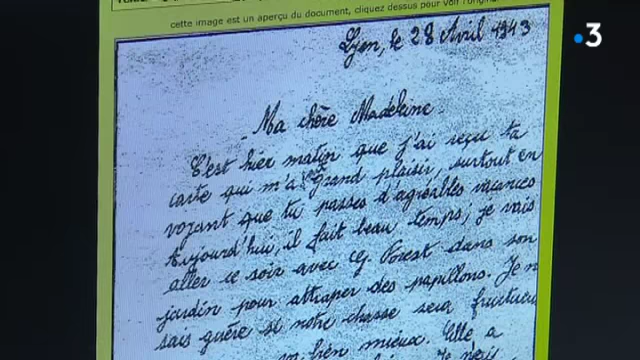 cette image est un aperçu du document, cliquez dessus pour voir l'origin
3
Lyon, le 28 Avril 1943
Ma chère Madeleine.
C'est hier matin que j'ai reçu ta
carte qui m'a fait grand plaisir, surtout en
voyant que tu passes d'agréables vacances
Aujourd'hui, il fait beau temps; je vais
aller ce soir avec Forest dans son
jardin pour attraper des papillons. Je n
sais guère si notre chasse sera fructueu
bien mieux. Elle a